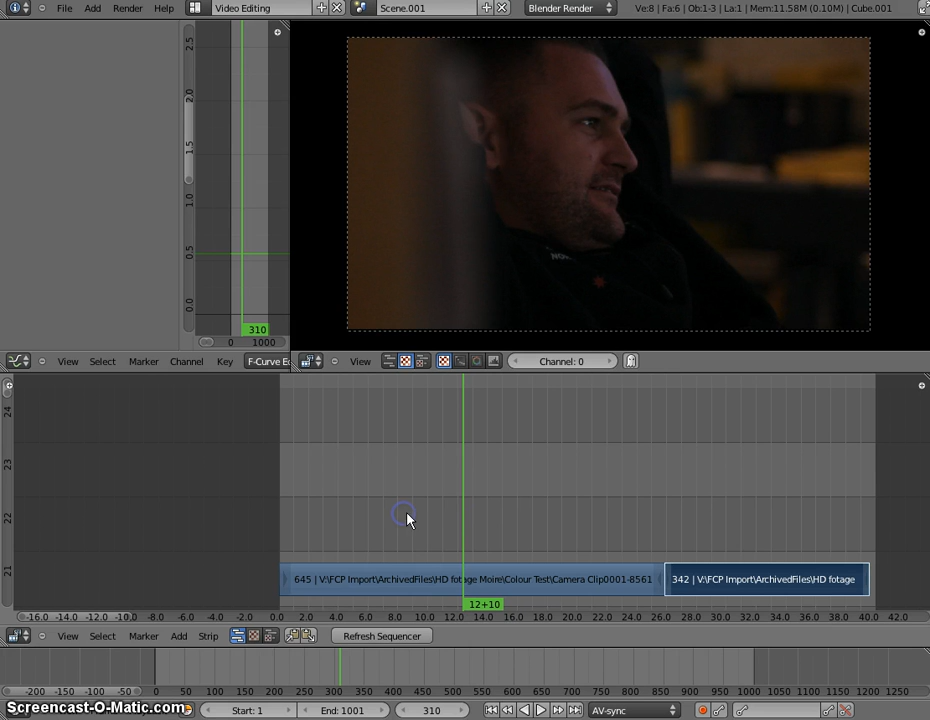 File Add Render Help Video Editing Scene.001 Blender Render Ve:8 | Fa:6 | Ob:1-3 | La:1 | Mem:11.58M (0.10M) | Cube.001
2.5
2.0
1.5
1.0
0.5
0.0
310
0 1000
View Select Marker Channel Key F-Curve Ec
View Channel: 0
24
23
22
21
645 | V:\FCP Import\ArchivedFiles\HD fotage Moire\Colour Test\Camera Clip0001-8561
342 | V:\FCP Import\ArchivedFiles\HD fotage
12+10
-16.0 -14.0 -12.0 -10.0 -8.0 -6.0 -4.0 -2.0 0.0 2.0 4.0 6.0 8.0 10.0 12.0 14.0 16.0 18.0 20.0 22.0 24.0 26.0 28.0 30.0 32.0 34.0 36.0 38.0 40.0 42.0
View Select Marker Add Strip Refresh Sequencer
-200 -150 -100 -50 0 50 100 150 200 250 300 350 400 450 500 550 600 650 700 750 800 850 900 950 1000 1050 1100 1150 1200 1250
Screencast-O-Matic.com Start: 1 End: 1001 310 AV-sync